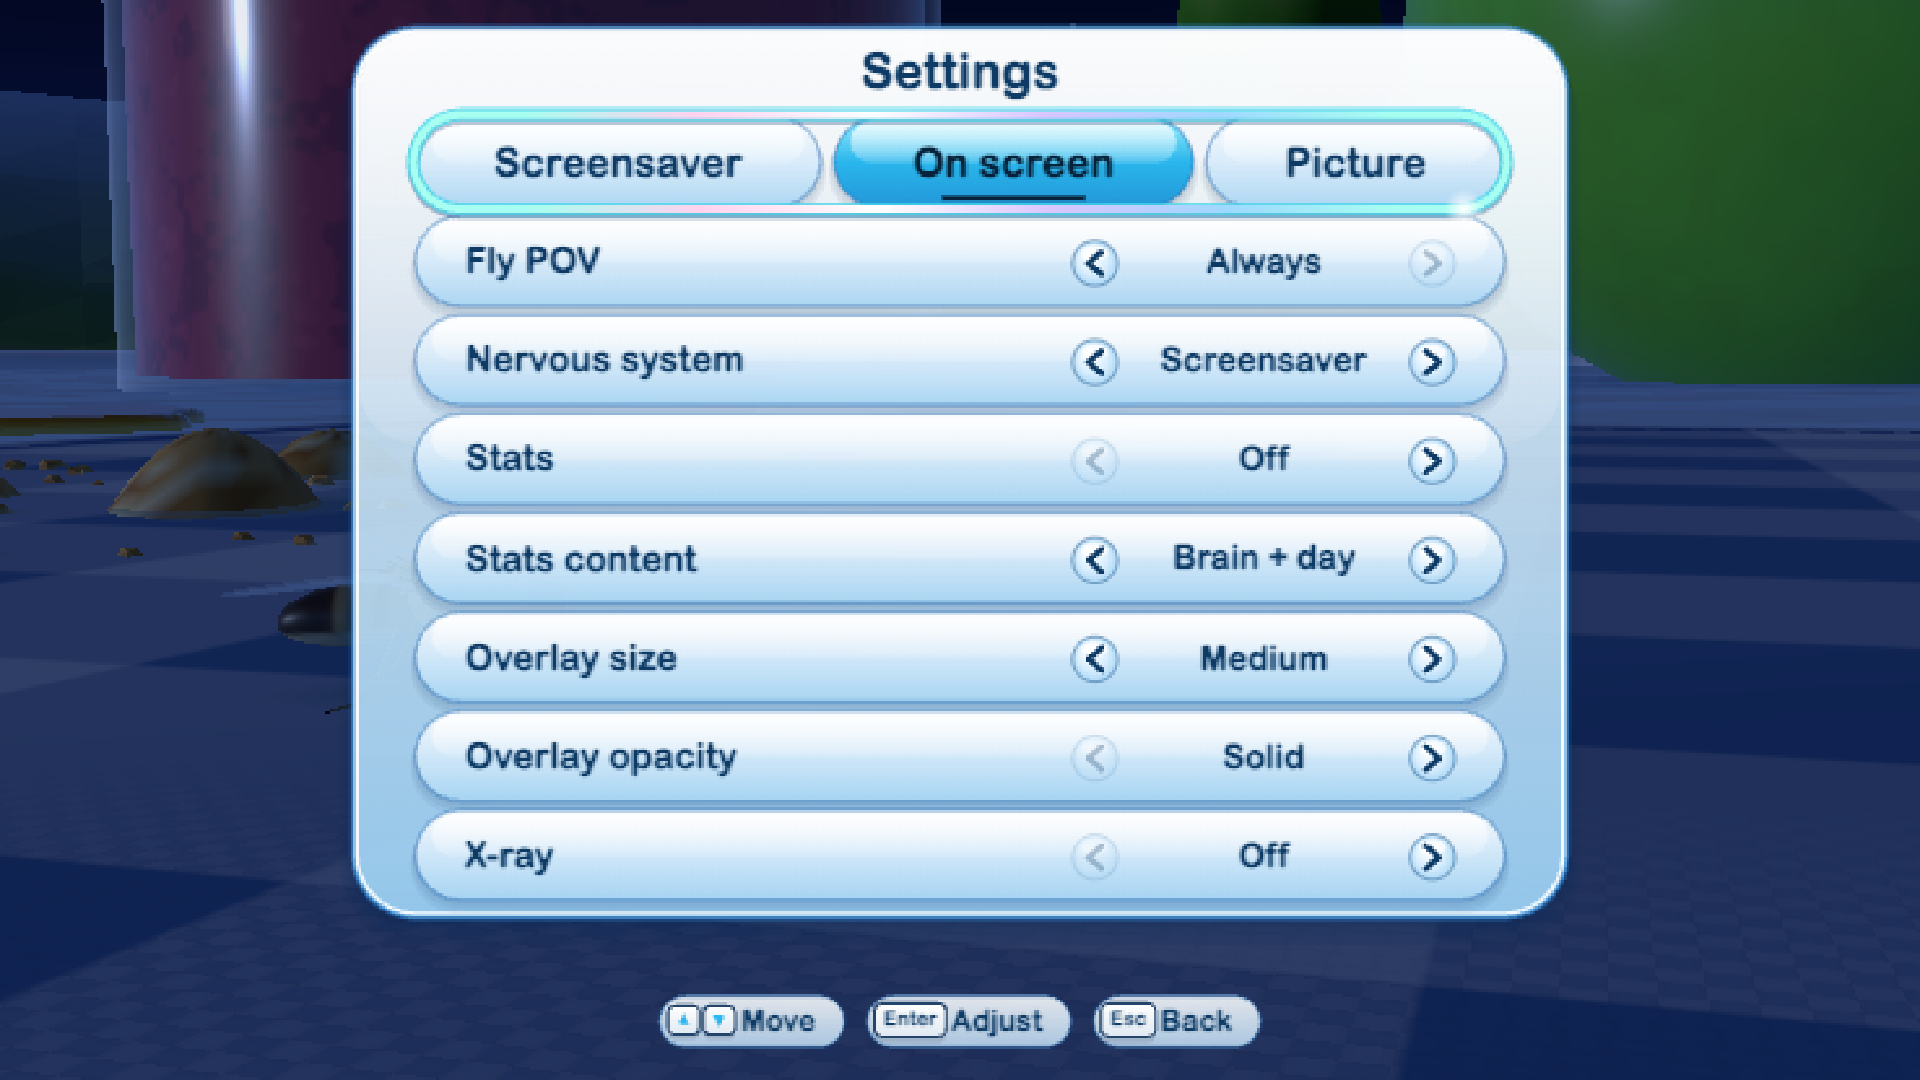 Settings
Screensaver On screen Picture
Fly POV Always
Nervous system Screensaver
Stats Off
Stats content Brain + day
Overlay size Medium
Overlay opacity Solid
X-ray Off
Move Enter Adjust Esc Back